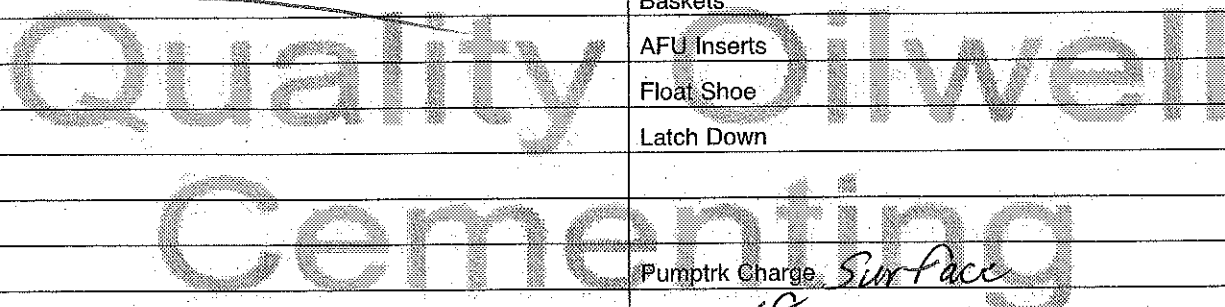 Baskets
Quality Oilwell
AFU Inserts
Float Shoe
Latch Down
Cementing
Pumptrk Charge Surface